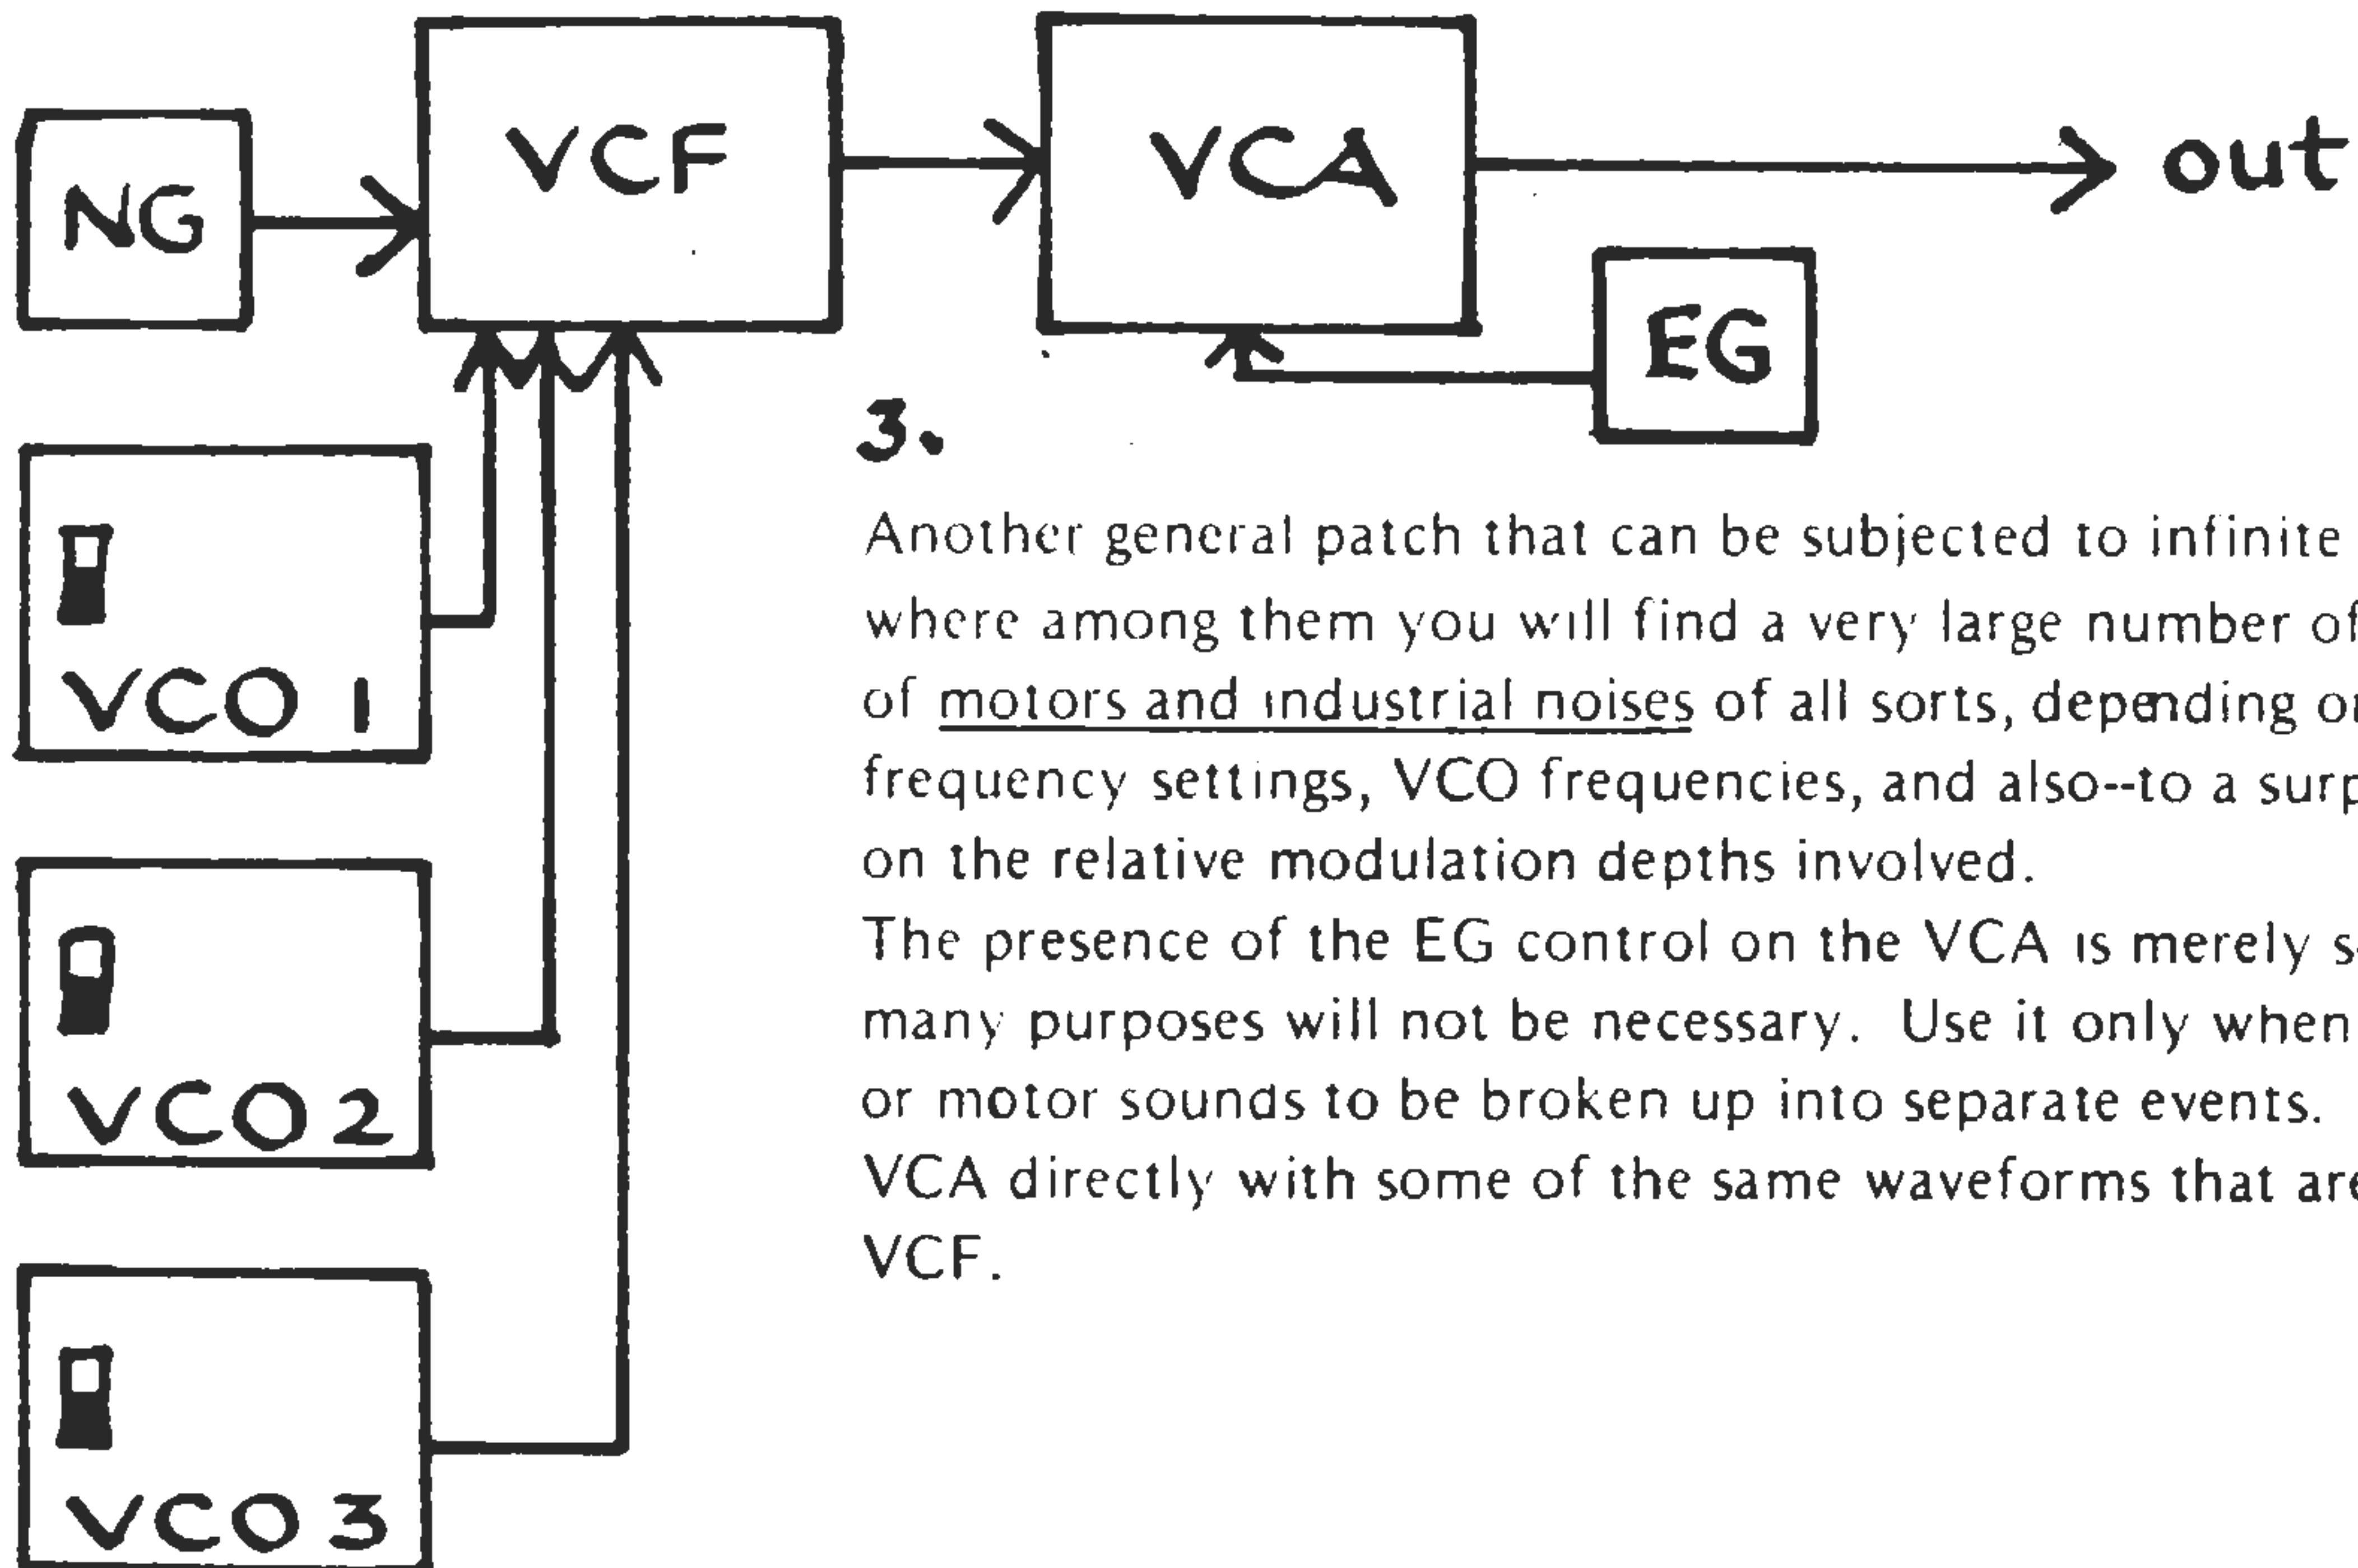 VCF
VCA
out
NG
EG
3.
VCO 1
VCO 2
VCO 3
Another general patch that can be subjected to infinite
where among them you will find a very large number of
of motors and industrial noises of all sorts, depending
frequency settings, VCO frequencies, and also--to a
on the relative modulation depths involved.
The presence of the EG control on the VCA is merely
many purposes will not be necessary. Use it only when
or motor sounds to be broken up into separate events.
VCA directly with some of the same waveforms that are
VCF.